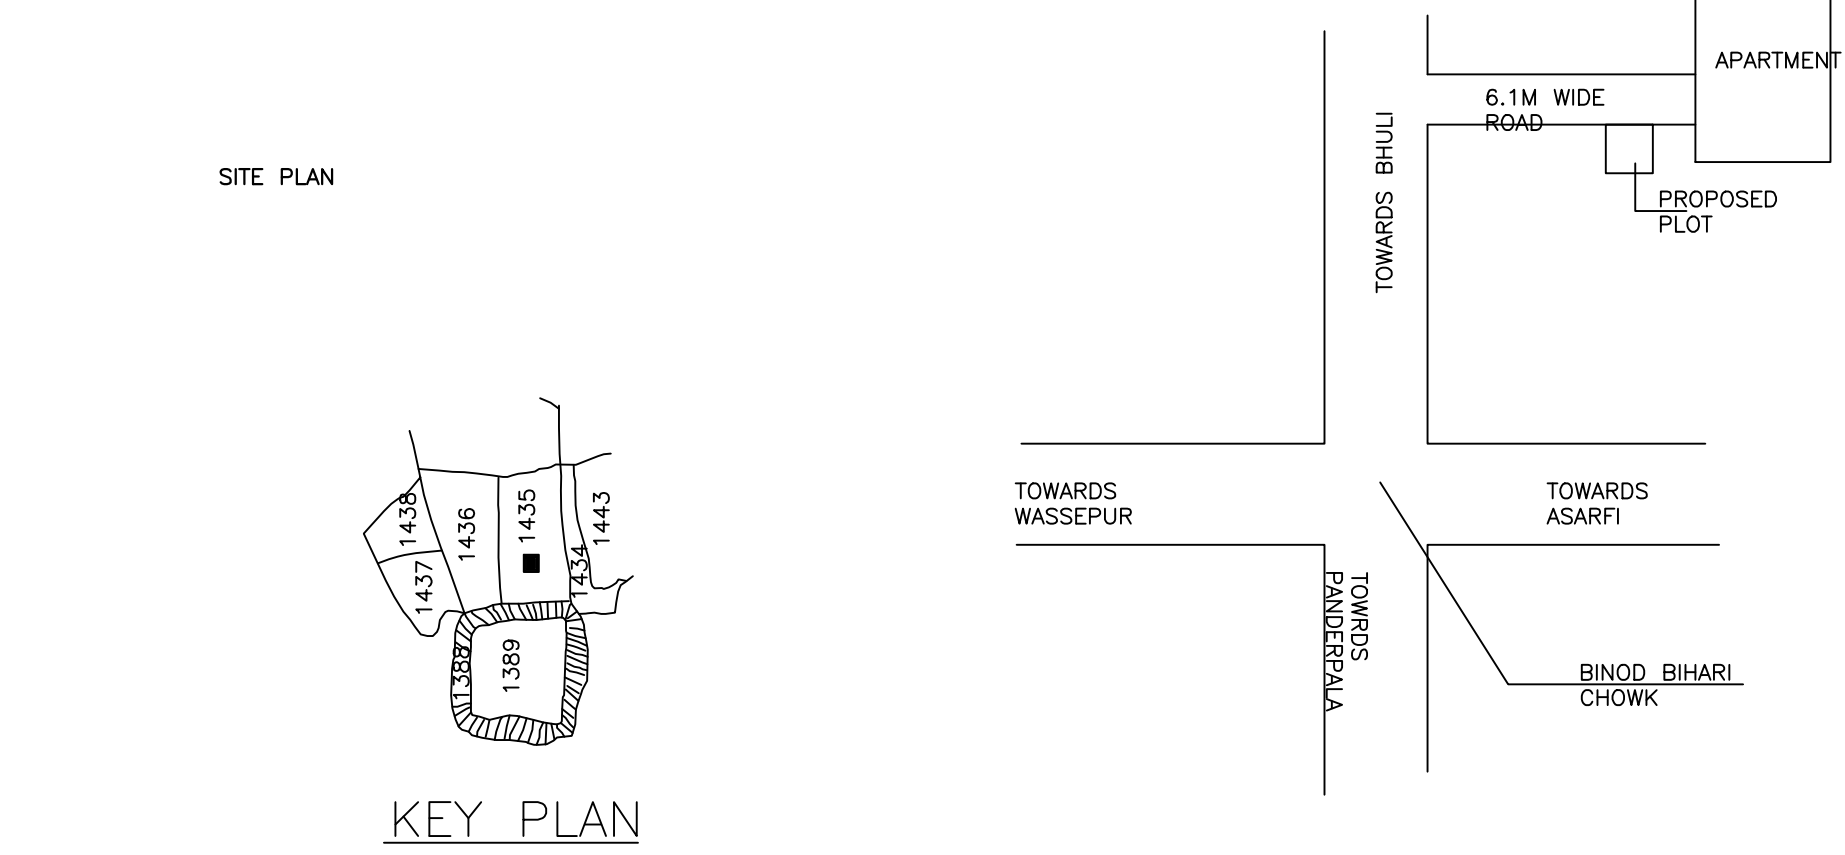 SITE PLAN
1438
1437
1436
1435
1434
1443
1388
1389
KEY PLAN
APARTMENT
6.1M WIDE
ROAD
TOWARDS BHULI
PROPOSED
PLOT
TOWARDS
WASSEPUR
TOWARDS
ASARFI
TOWRDS
PANDERPALA
BINOD BIHARI
CHOWK